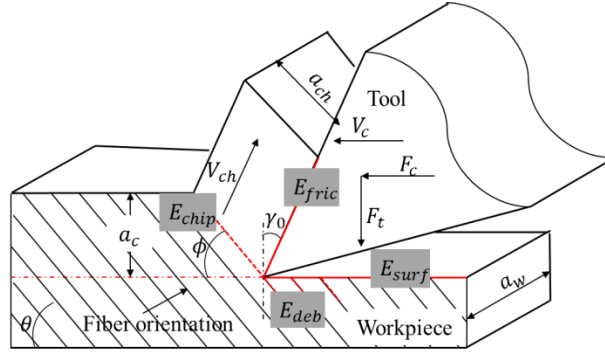 a_ch
Tool
V_c
V_ch
E_fric
F_c
E_chip
γ_0
F_t
a_c
ϕ
E_surf
a_w
θ
Fiber orientation
E_deb
Workpiece